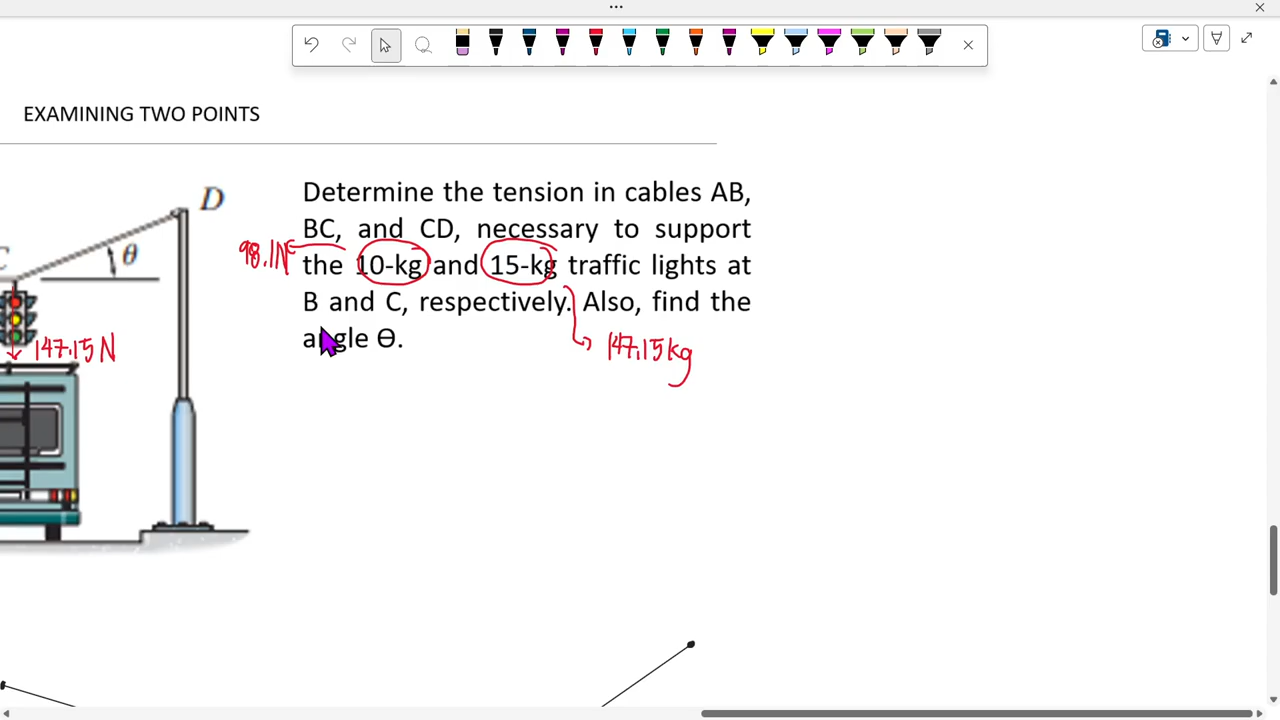 EXAMINING TWO POINTS
D
θ
147.15 N
Determine the tension in cables AB,
BC, and CD, necessary to support
98.1N
the 10-kg and 15-kg traffic lights at
B and C, respectively. Also, find the
angle Θ.
147.15kg